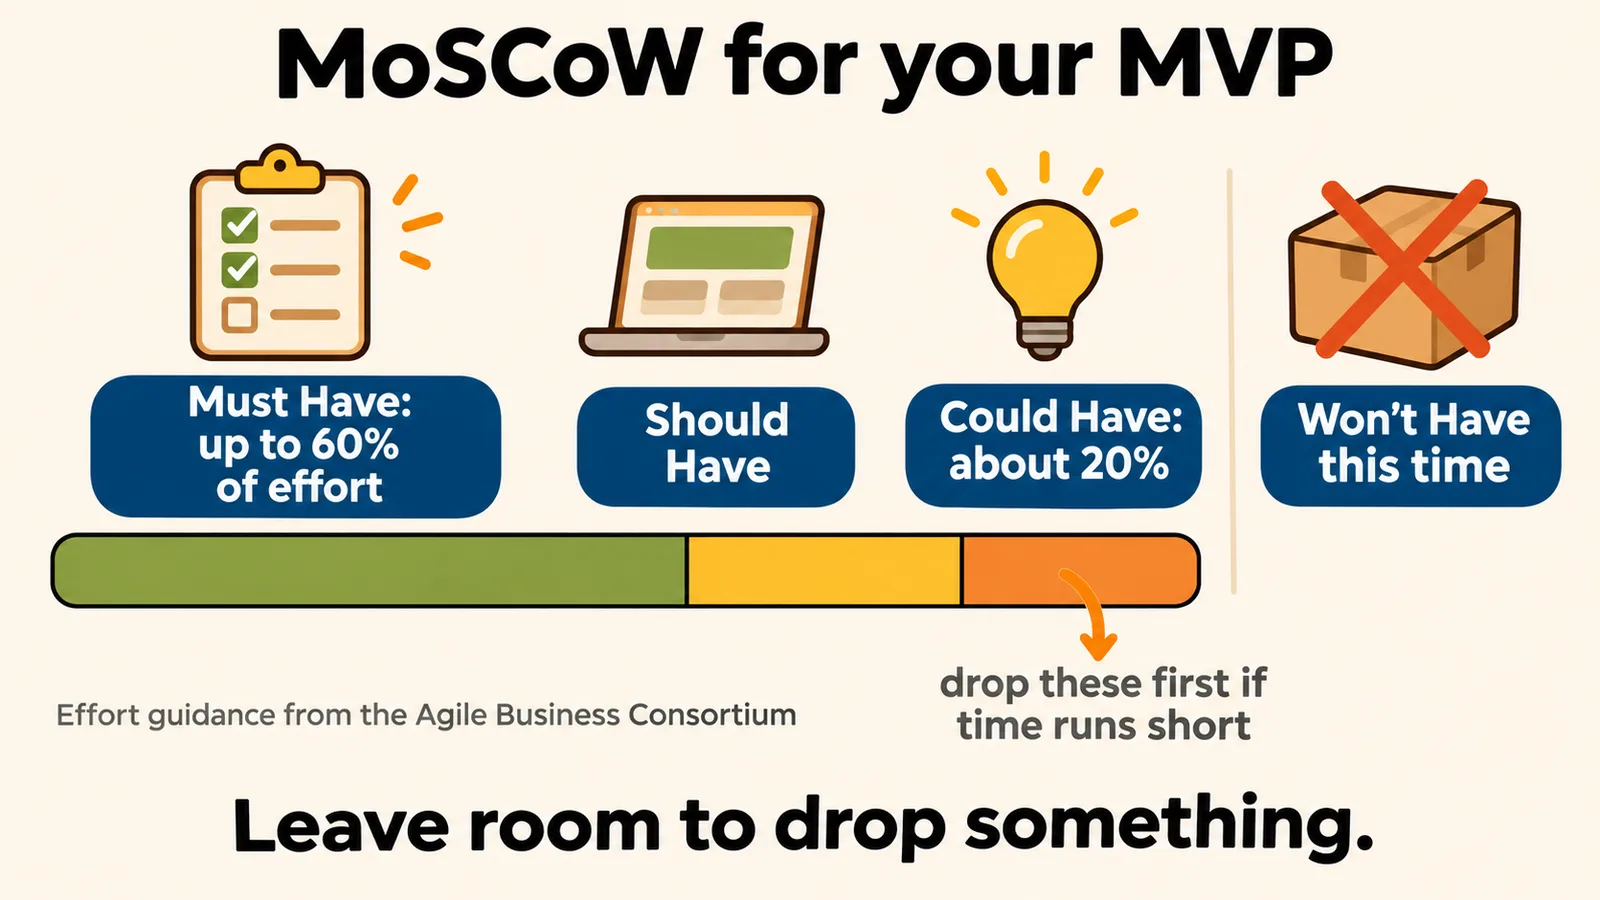 MoSCoW for your MVP
Must Have:
up to 60%
of effort
Should
Have
Could Have:
about 20%
Won't Have
this time
drop these first if
time runs short
Effort guidance from the Agile Business Consortium
Leave room to drop something.